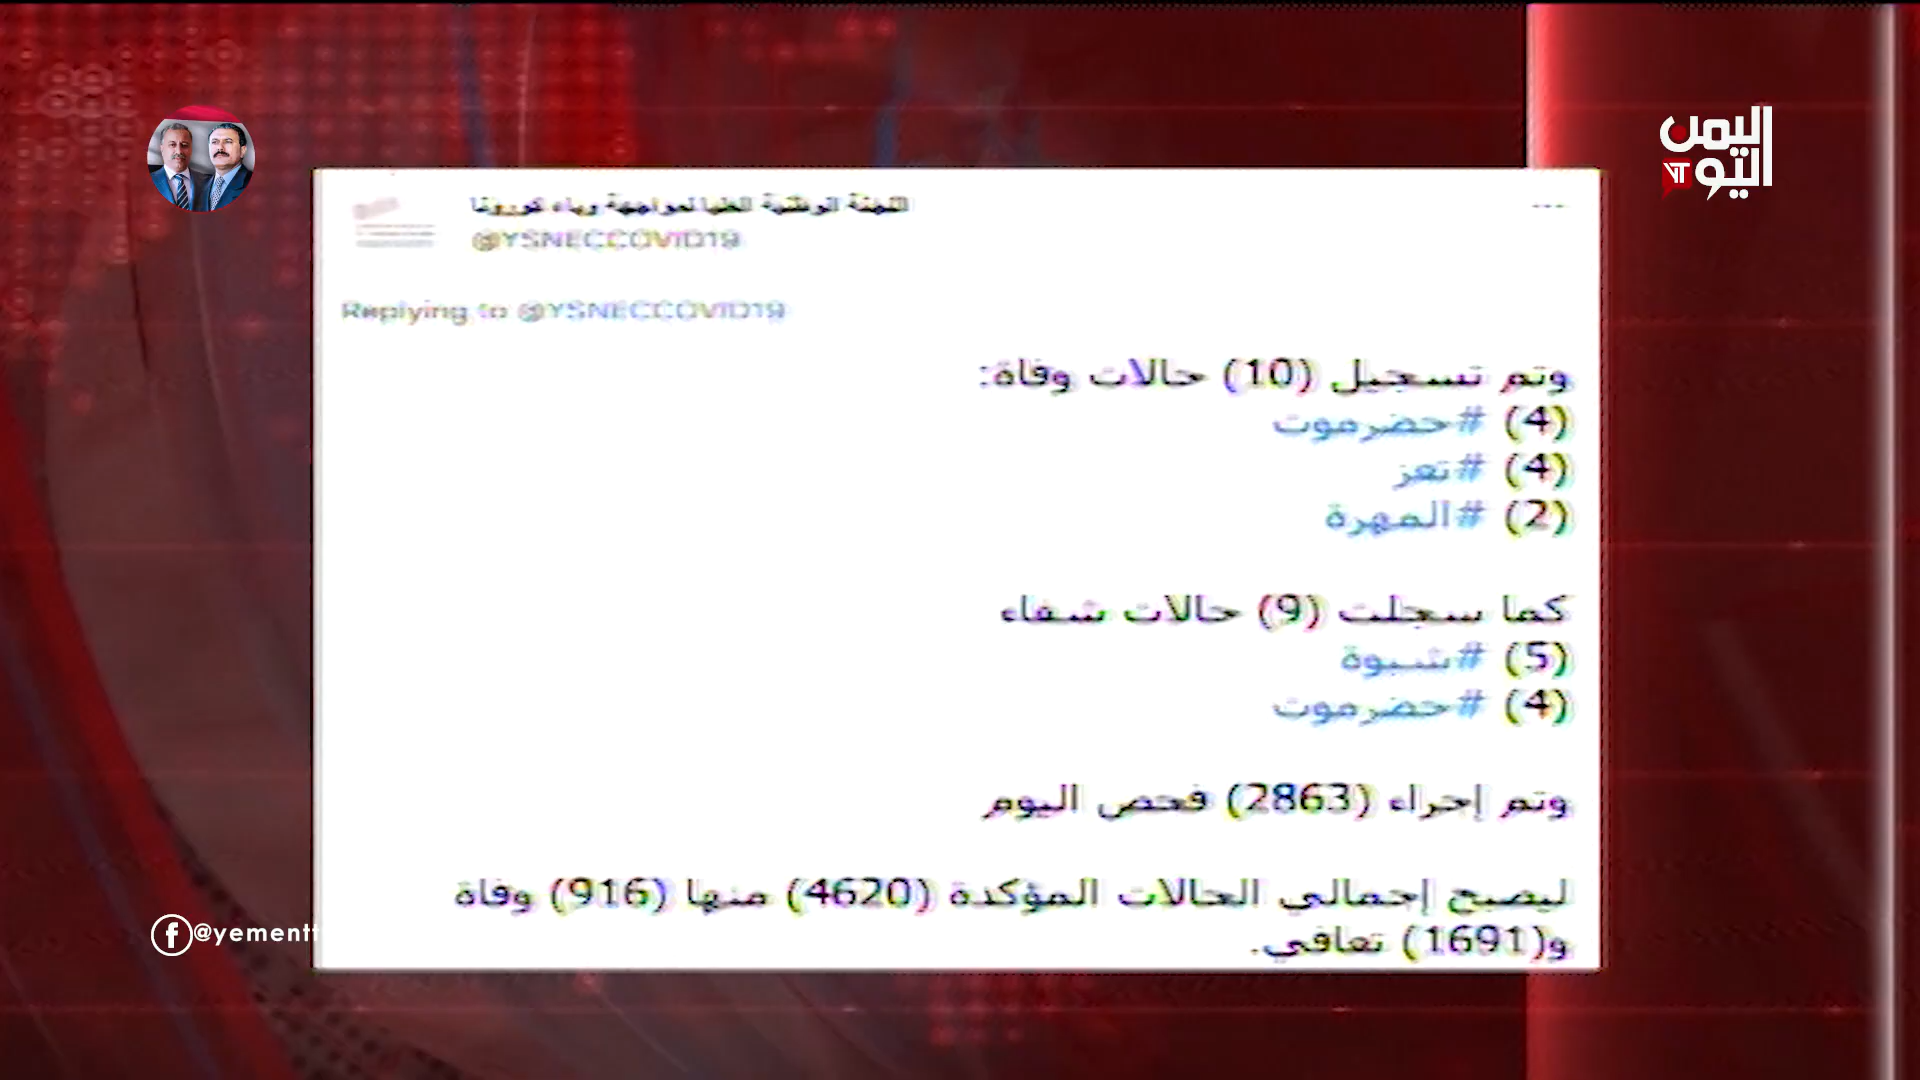 اليمن
اليوم
YT
اللجنة الوطنية العليا لمواجهة وباء كورونا
@YSNECCOVID19
Replying to @YSNECCOVID19
وتم تسجيل (10) حالات وفاة:
(4) #حضرموت
(4) #تعز
(2) #المهرة
كما سجلت (9) حالات شفاء
(5) #شبوة
(4) #حضرموت
وتم إجراء (2863) فحص اليوم
ليصبح إجمالي الحالات المؤكدة (4620) منها (916) وفاة
و(1691) تعافي.
@yement